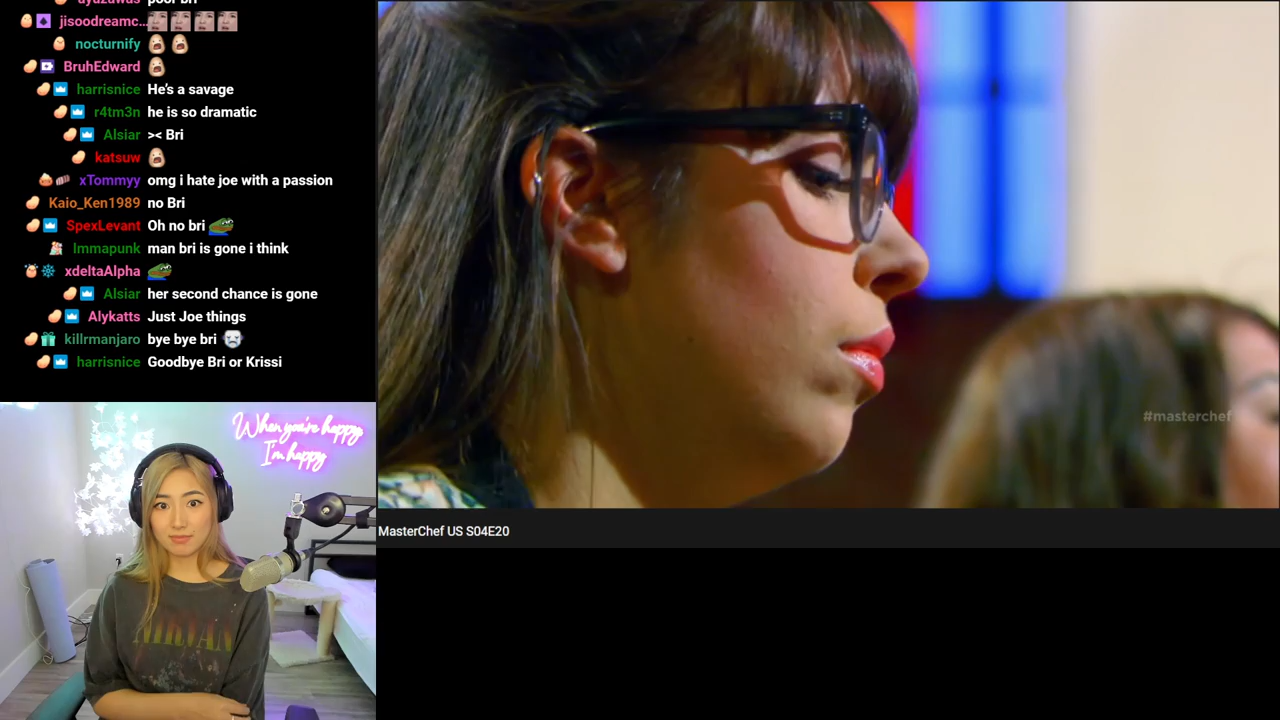 ayuzawus poor bri
jisoodreamc...
nocturnify
BruhEdward
harrisnice He's a savage
r4tm3n he is so dramatic
Alsiar >< Bri
katsuw
xTommyy omg i hate joe with a passion
Kaio_Ken1989 no Bri
SpexLevant Oh no bri
Immapunk man bri is gone i think
xdeltaAlpha
Alsiar her second chance is gone
Alykatts Just Joe things
killrmanjaro bye bye bri
harrisnice Goodbye Bri or Krissi
When you're happy
I'm happy
#masterchef
MasterChef US S04E20